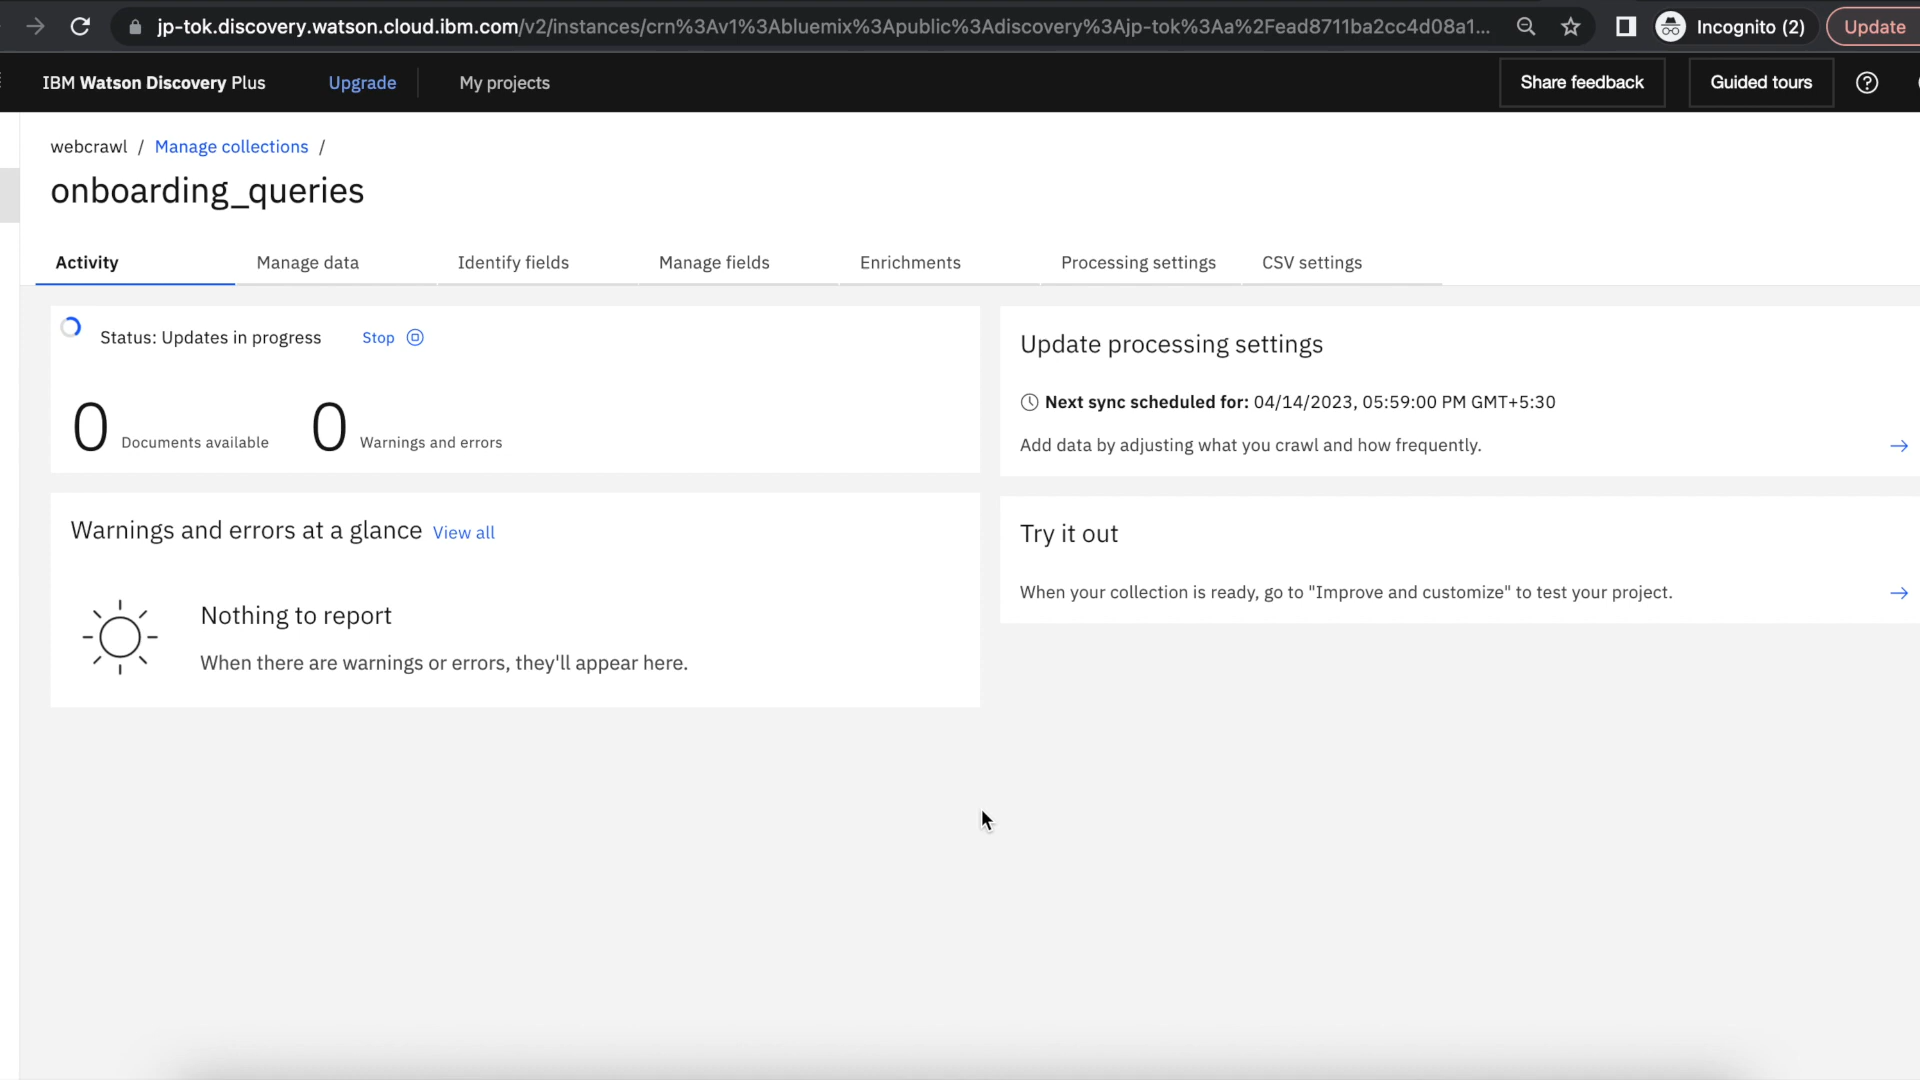 jp-tok.discovery.watson.cloud.ibm.com/v2/instances/crn%3Av1%3Abluemix%3Apublic%3Adiscovery%3Ajp-tok%3Aa%2Fead8711ba2cc4d08a1...
Incognito (2)
Update
IBM Watson Discovery Plus
Upgrade
My projects
Share feedback
Guided tours
webcrawl / Manage collections /
onboarding_queries
Activity
Manage data
Identify fields
Manage fields
Enrichments
Processing settings
CSV settings
Status: Updates in progress
Stop
0 Documents available
0 Warnings and errors
Update processing settings
Next sync scheduled for: 04/14/2023, 05:59:00 PM GMT+5:30
Add data by adjusting what you crawl and how frequently.
Warnings and errors at a glance View all
Nothing to report
When there are warnings or errors, they'll appear here.
Try it out
When your collection is ready, go to "Improve and customize" to test your project.